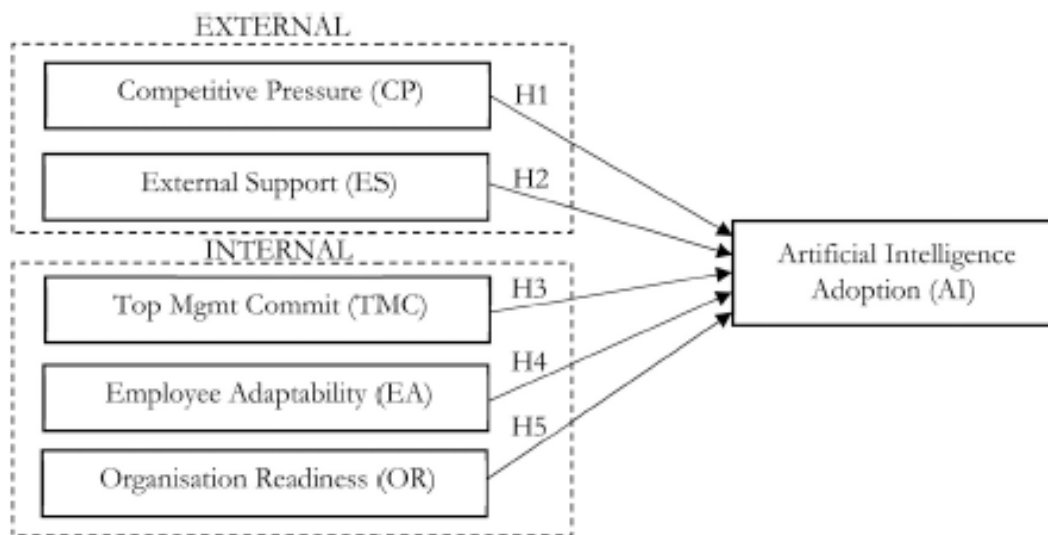 EXTERNAL
Competitive Pressure (CP)
H1
External Support (ES)
H2
INTERNAL
Top Mgmt Commit (TMC)
H3
Employee Adaptability (EA)
H4
Organisation Readiness (OR)
H5
Artificial Intelligence
Adoption (AI)